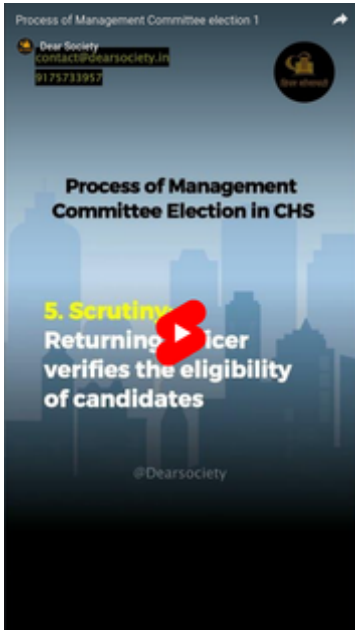 Process of Management Committee election 1
Dear Society
contact@dearsociety.in
9175733957
Process of Management
Committee Election in CHS
5. Scrutiny
Returning
verifies the eligibility
of candidates
@Dearsociety